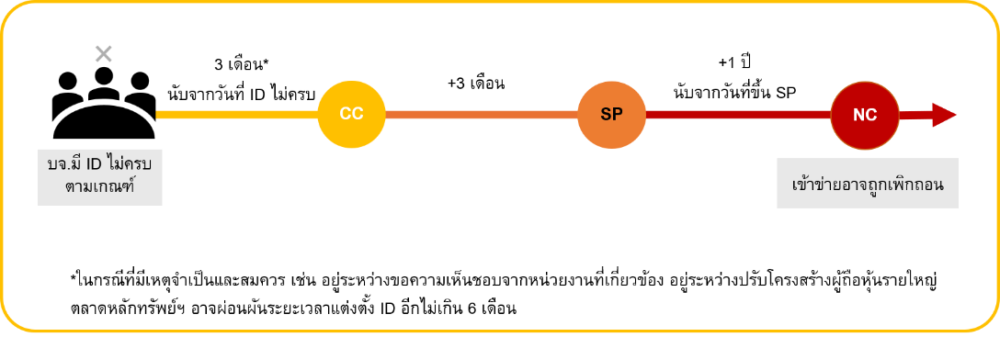 3 เดือน*
นับจากวันที่ ID ไม่ครบ
CC
+3 เดือน
SP
+1 ปี
นับจากวันที่ขึ้น SP
NC
บจ.มี ID ไม่ครบ
ตามเกณฑ์
เข้าข่ายอาจถูกเพิกถอน
*ในกรณีที่มีเหตุจำเป็นและสมควร เช่น อยู่ระหว่างขอความเห็นชอบจากหน่วยงานที่เกี่ยวข้อง อยู่ระหว่างปรับโครงสร้างผู้ถือหุ้นรายใหญ่
ตลาดหลักทรัพย์ฯ อาจผ่อนผันระยะเวลาแต่งตั้ง ID อีกไม่เกิน 6 เดือน